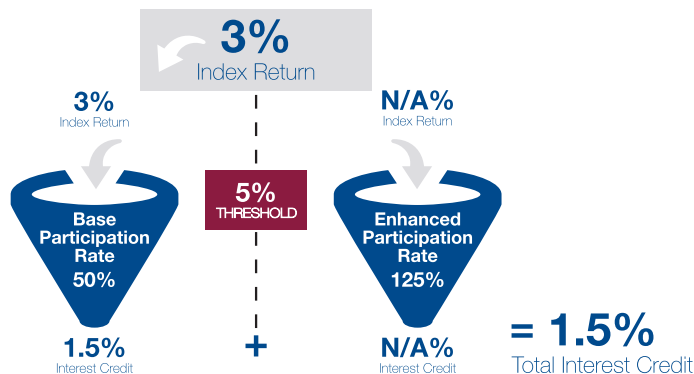 3%
Index Return
3%
Index Return
N/A%
Index Return
5%
THRESHOLD
Base
Participation
Rate
50%
Enhanced
Participation
Rate
125%
1.5%
Interest Credit
+
N/A%
Interest Credit
= 1.5%
Total Interest Credit